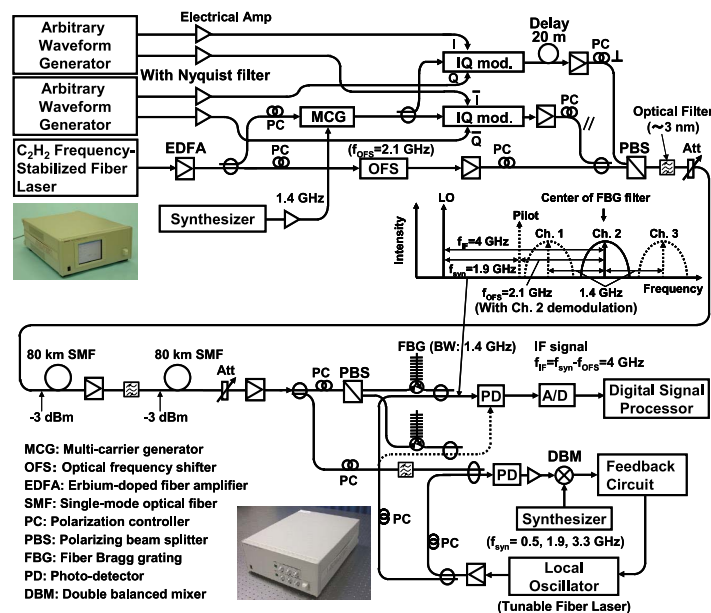 Electrical Amp
Arbitrary
Waveform
Generator
With Nyquist filter
Arbitrary
Waveform
Generator
C2H2 Frequency-
Stabilized Fiber
Laser
EDFA
PC
MCG
PC
PC
(fOFS=2.1 GHz)
OFS
PC
I
IQ mod.
Q
Ī
IQ mod.
Q̄
Delay
20 m
PC
⊥
PC
//
PBS
Optical Filter
(~3 nm)
Att
Synthesizer
1.4 GHz
LO
Center of FBG filter
Pilot
Ch. 1
Ch. 2
Ch. 3
Intensity
fIF=4 GHz
fsyn=1.9 GHz
fOFS=2.1 GHz
1.4 GHz
Frequency
(With Ch. 2 demodulation)
80 km SMF
80 km SMF
Att
-3 dBm
-3 dBm
PC
PBS
FBG (BW: 1.4 GHz)
IF signal
fIF=fsyn-fOFS=4 GHz
PD
A/D
Digital Signal
Processor
PC
PD
DBM
Feedback
Circuit
Synthesizer
(fsyn= 0.5, 1.9, 3.3 GHz)
PC
PC
Local
Oscillator
(Tunable Fiber Laser)
MCG: Multi-carrier generator
OFS: Optical frequency shifter
EDFA: Erbium-doped fiber amplifier
SMF: Single-mode optical fiber
PC: Polarization controller
PBS: Polarizing beam splitter
FBG: Fiber Bragg grating
PD: Photo-detector
DBM: Double balanced mixer